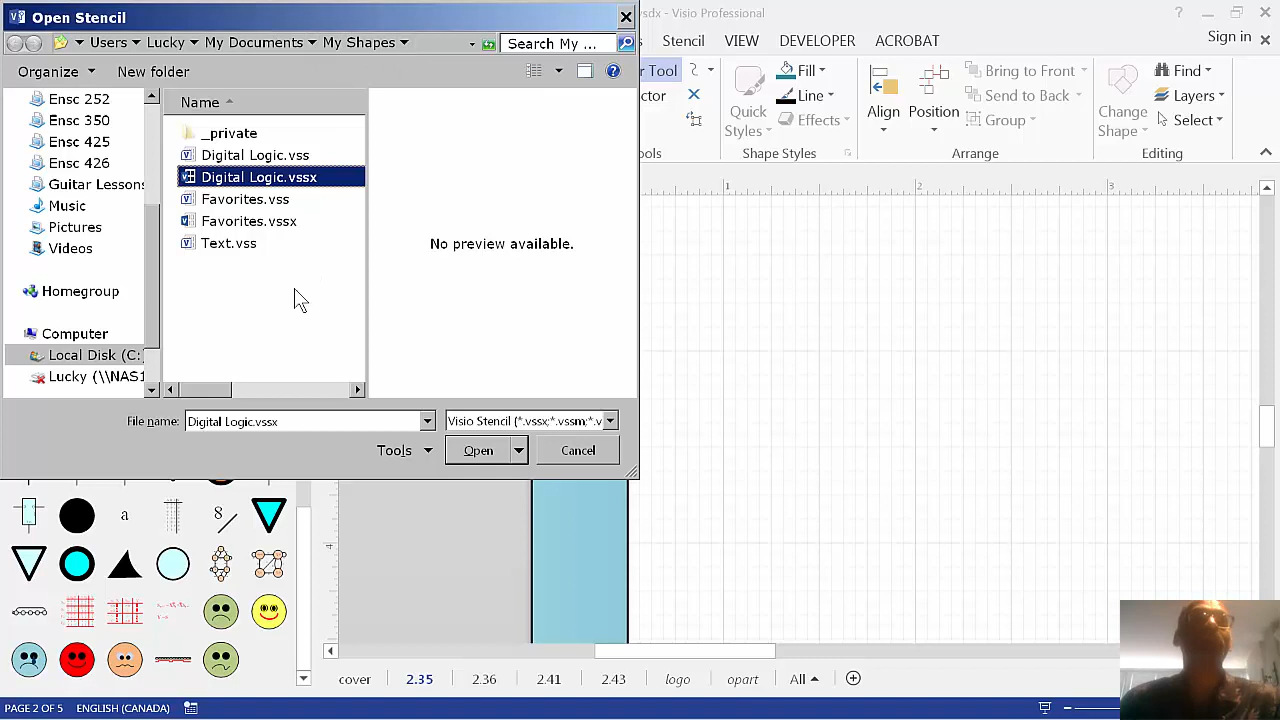 Open Stencil
Users Lucky My Documents My Shapes Search My ...
Organize New folder
Ensc 252
Ensc 350
Ensc 425
Ensc 426
Guitar Lessons
Music
Pictures
Videos
Homegroup
Computer
Local Disk (C:
Lucky (\\NAS1
Name
_private
Digital Logic.vss
Digital Logic.vssx
Favorites.vss
Favorites.vssx
Text.vss
No preview available.
File name: Digital Logic.vssx Visio Stencil (*.vssx;*.vssm;*.v
Tools Open Cancel
vsdx - Visio Professional
Sign in
Stencil VIEW DEVELOPER ACROBAT
Tool
ctor
ols
Quick
Styles
Fill
Line
Effects
Shape Styles
Align Position
Bring to Front
Send to Back
Group
Arrange
Change
Shape
Find
Layers
Select
Editing
1 2 3
4
a 8
cover 2.35 2.36 2.41 2.43 logo opart All
PAGE 2 OF 5 ENGLISH (CANADA)